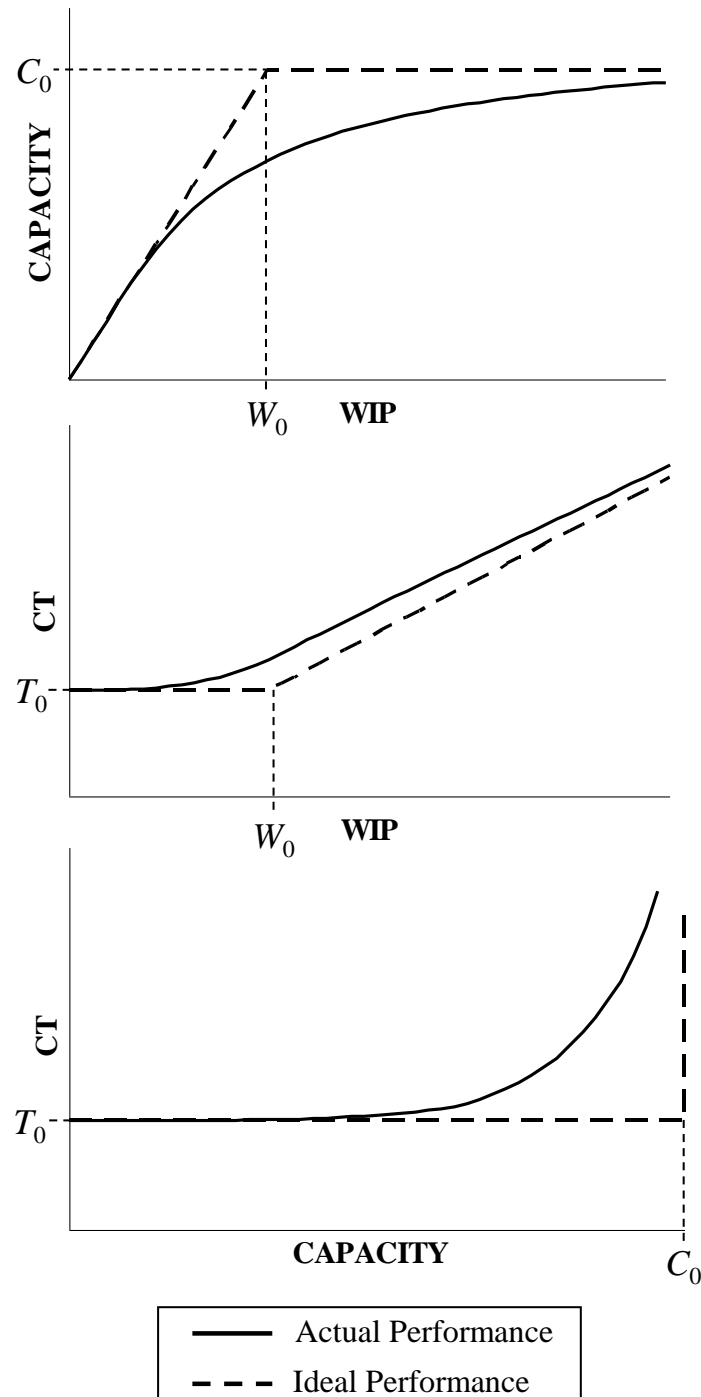 C₀
CAPACITY
W₀ WIP
CT
T₀
W₀ WIP
CT
T₀
CAPACITY
C₀
Actual Performance
Ideal Performance